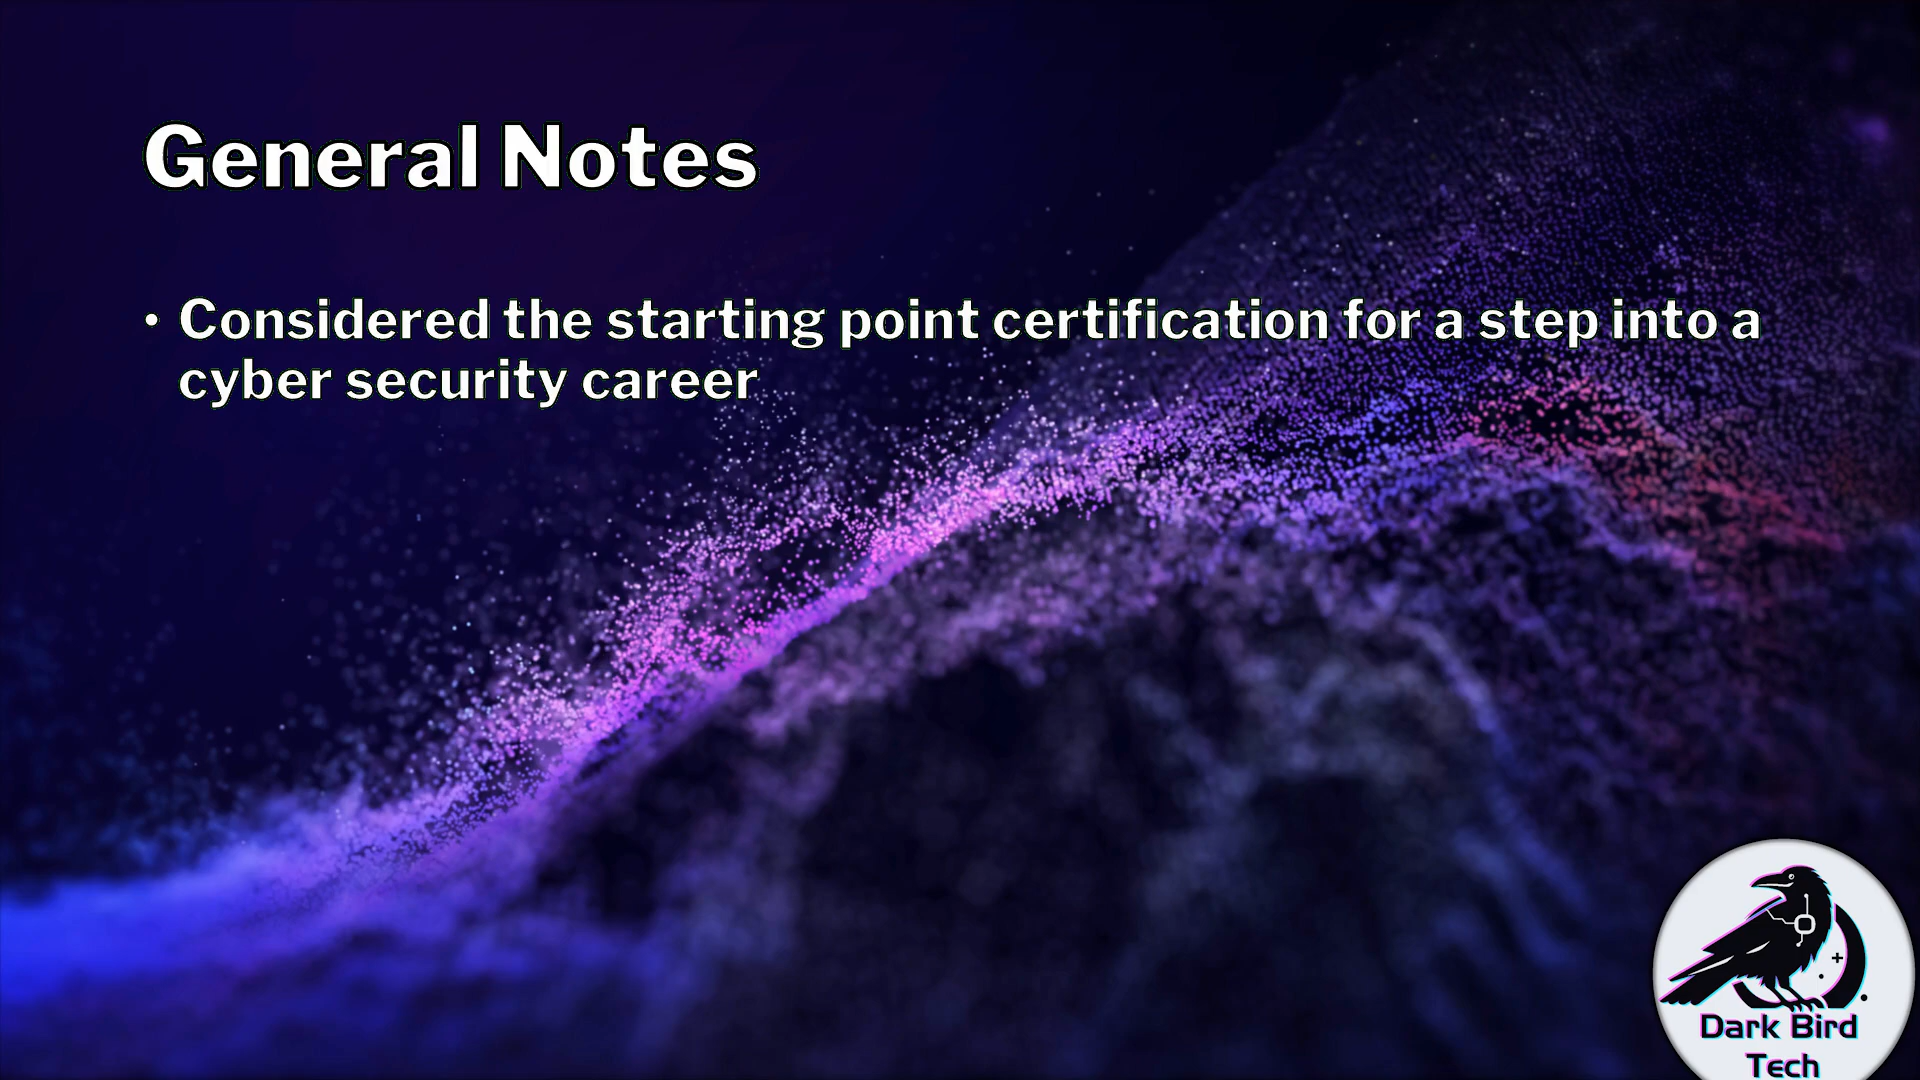 General Notes
• Considered the starting point certification for a step into a
cyber security career
Dark Bird
Tech